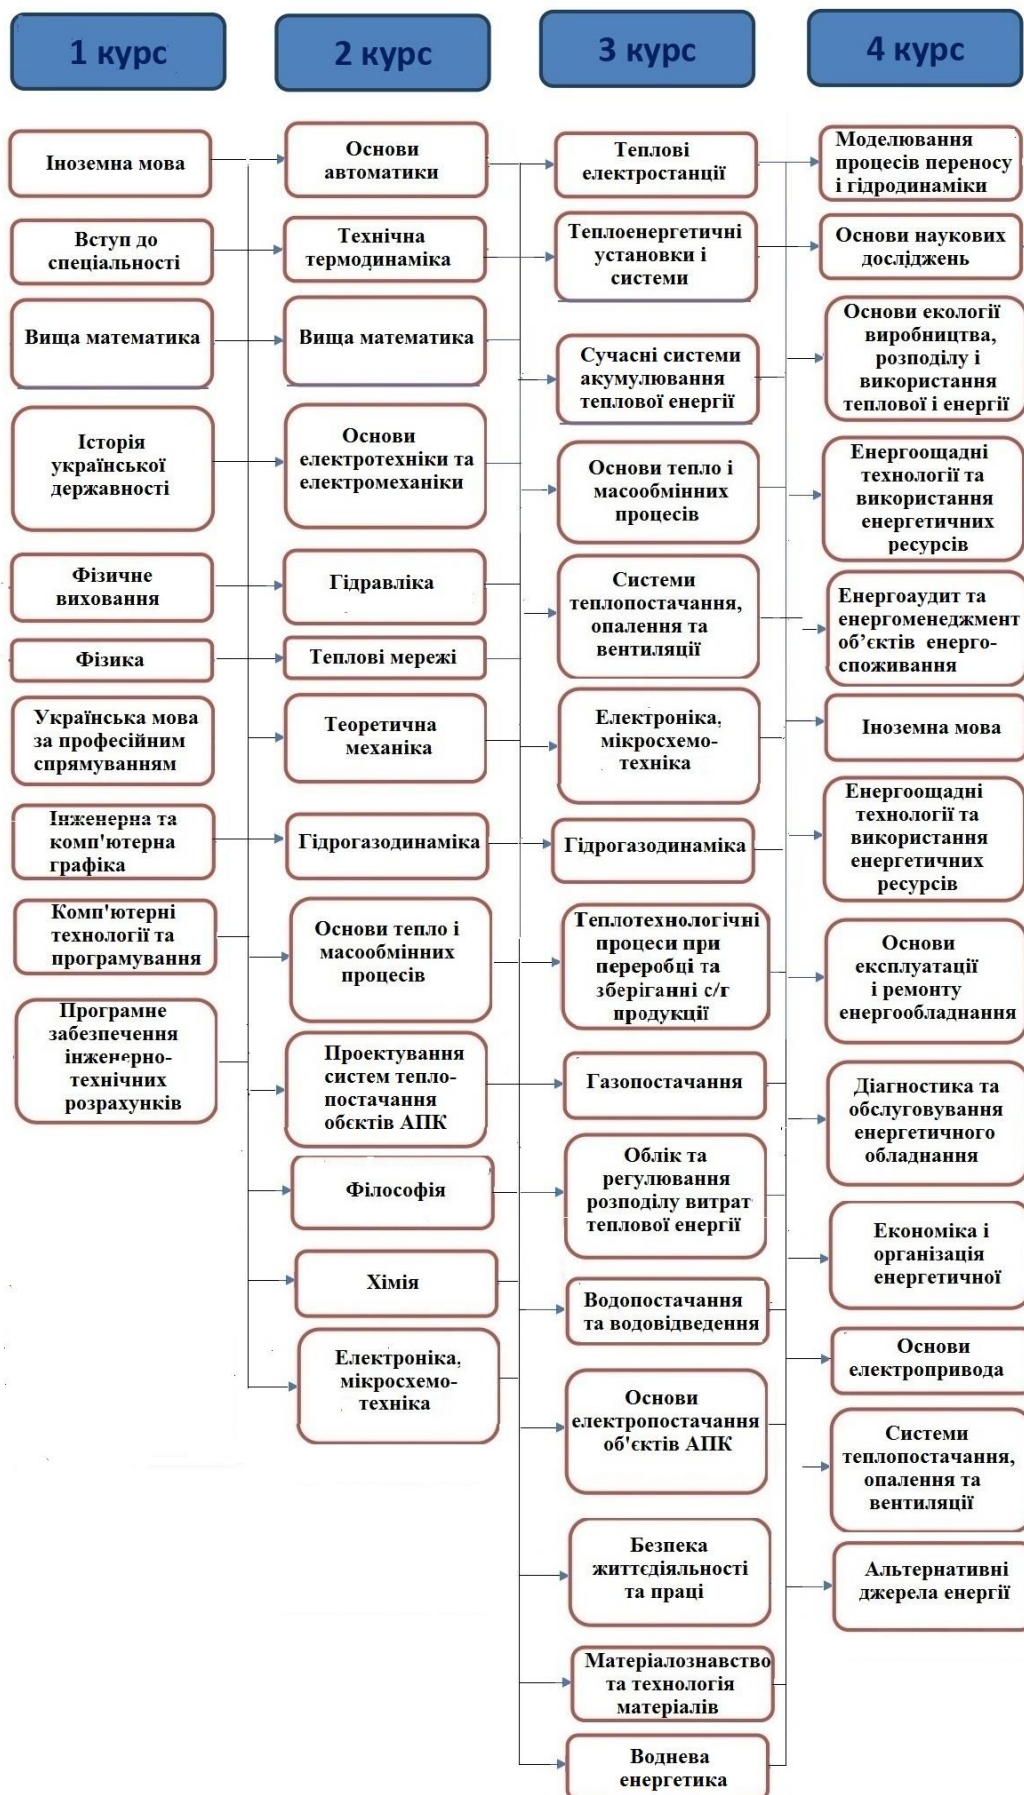 1 курс
2 курс
3 курс
4 курс
Іноземна мова
Вступ до
спеціальності
Вища математика
Історія
української
державності
Фізичне
виховання
Фізика
Українська мова
за професійним
спрямуванням
Інженерна та
комп'ютерна
графіка
Комп'ютерні
технології та
програмування
Програмне
забезпечення
інженерно-
технічних
розрахунків
Основи
автоматики
Технічна
термодинаміка
Вища математика
Основи
електротехніки та
електромеханіки
Гідравліка
Теплові мережі
Теоретична
механіка
Гідрогазодинаміка
Основи тепло і
масообмінних
процесів
Проектування
систем тепло-
постачання
обєктів АПК
Філософія
Хімія
Електроніка,
мікросхемо-
техніка
Теплові
електростанції
Теплоенергетичні
установки і
системи
Сучасні системи
акумулювання
теплової енергії
Основи тепло і
масообмінних
процесів
Системи
теплопостачання,
опалення та
вентиляції
Електроніка,
мікросхемо-
техніка
Гідрогазодинаміка
Теплотехнологічні
процеси при
переробці та
зберіганні с/г
продукції
Газопостачання
Облік та
регулювання
розподілу витрат
теплової енергії
Водопостачання
та водовідведення
Основи
електропостачання
об'єктів АПК
Безпека
життєдіяльності
та праці
Матеріалознавство
та технологія
матеріалів
Воднева
енергетика
Моделювання
процесів переносу
і гідродинаміки
Основи наукових
досліджень
Основи екології
виробництва,
розподілу і
використання
теплової і енергії
Енергоощадні
технології та
використання
енергетичних
ресурсів
Енергоаудит та
енергоменеджмент
об’єктів енерго-
споживання
Іноземна мова
Енергоощадні
технології та
використання
енергетичних
ресурсів
Основи
експлуатації
і ремонту
енергообладнання
Діагностика та
обслуговування
енергетичного
обладнання
Економіка і
організація
енергетичної
Основи
електропривода
Системи
теплопостачання,
опалення та
вентиляції
Альтернативні
джерела енергії